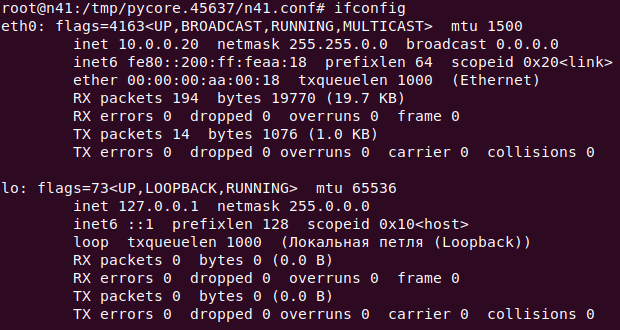 root@n41:/tmp/pycore.45637/n41.conf# ifconfig
eth0: flags=4163<UP,BROADCAST,RUNNING,MULTICAST>  mtu 1500
        inet 10.0.0.20  netmask 255.255.255.0  broadcast 0.0.0.0
        inet6 fe80::200:ff:feaa:18  prefixlen 64  scopeid 0x20<link>
        ether 00:00:00:aa:00:18  txqueuelen 1000  (Ethernet)
        RX packets 194  bytes 19770 (19.7 KB)
        RX errors 0  dropped 0  overruns 0  frame 0
        TX packets 14  bytes 1076 (1.0 KB)
        TX errors 0  dropped 0 overruns 0  carrier 0  collisions 0

lo: flags=73<UP,LOOPBACK,RUNNING>  mtu 65536
        inet 127.0.0.1  netmask 255.0.0.0
        inet6 ::1  prefixlen 128  scopeid 0x10<host>
        loop  txqueuelen 1000  (Локальная петля (Loopback))
        RX packets 0  bytes 0 (0.0 B)
        RX errors 0  dropped 0  overruns 0  frame 0
        TX packets 0  bytes 0 (0.0 B)
        TX errors 0  dropped 0 overruns 0  carrier 0  collisions 0